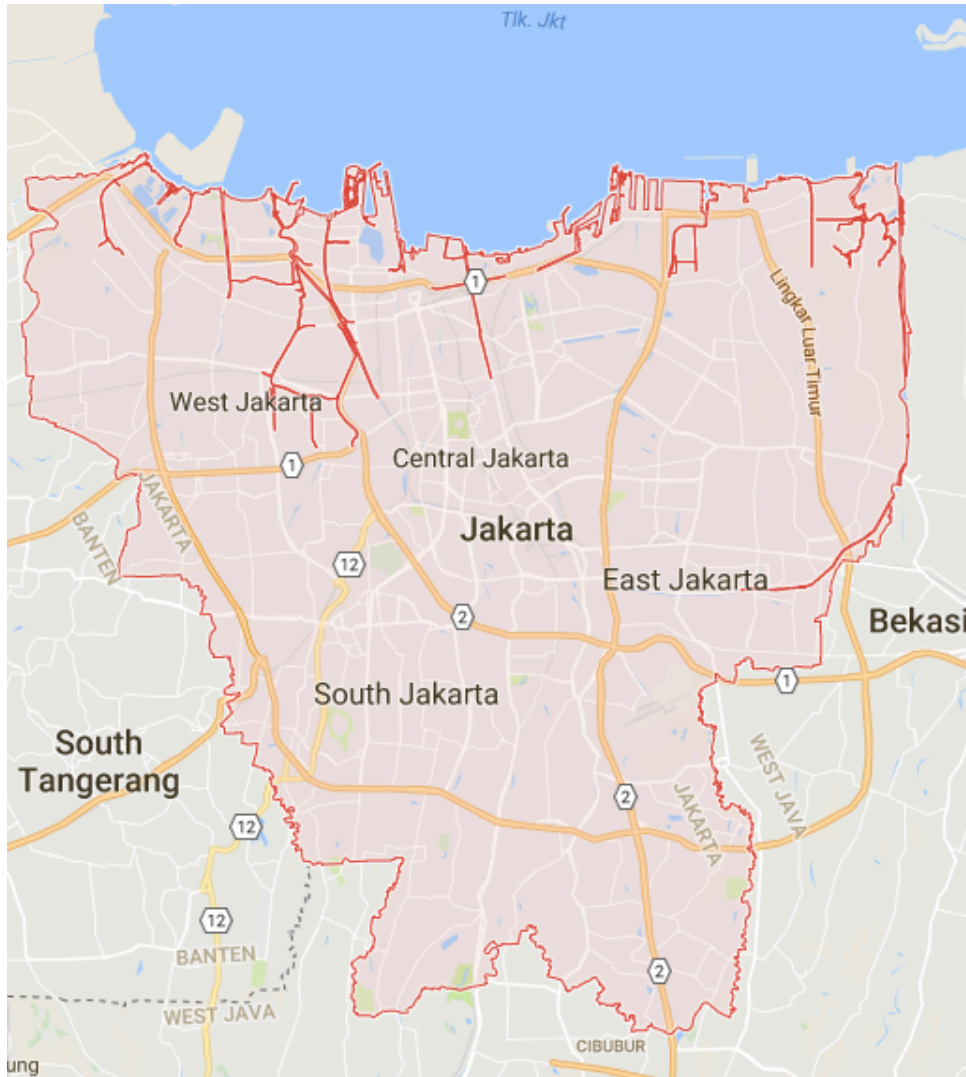 Tlk. Jkt
1
Lingkar Luar Timur
West Jakarta
Central Jakarta
1
JAKARTA
BANTEN
Jakarta
12
East Jakarta
2
Bekasi
1
South Jakarta
South
Tangerang
WEST JAVA
JAKARTA
2
12
12
BANTEN
2
WEST JAVA
CIBUBUR
ung